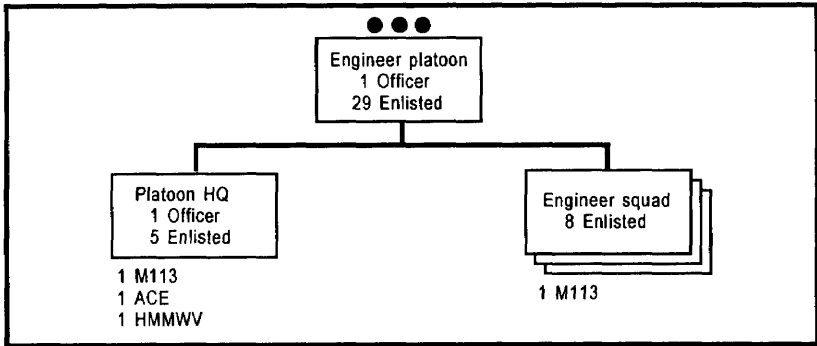 Engineer platoon
1 Officer
29 Enlisted
Platoon HQ
1 Officer
5 Enlisted
1 M113
1 ACE
1 HMMWV
Engineer squad
8 Enlisted
1 M113